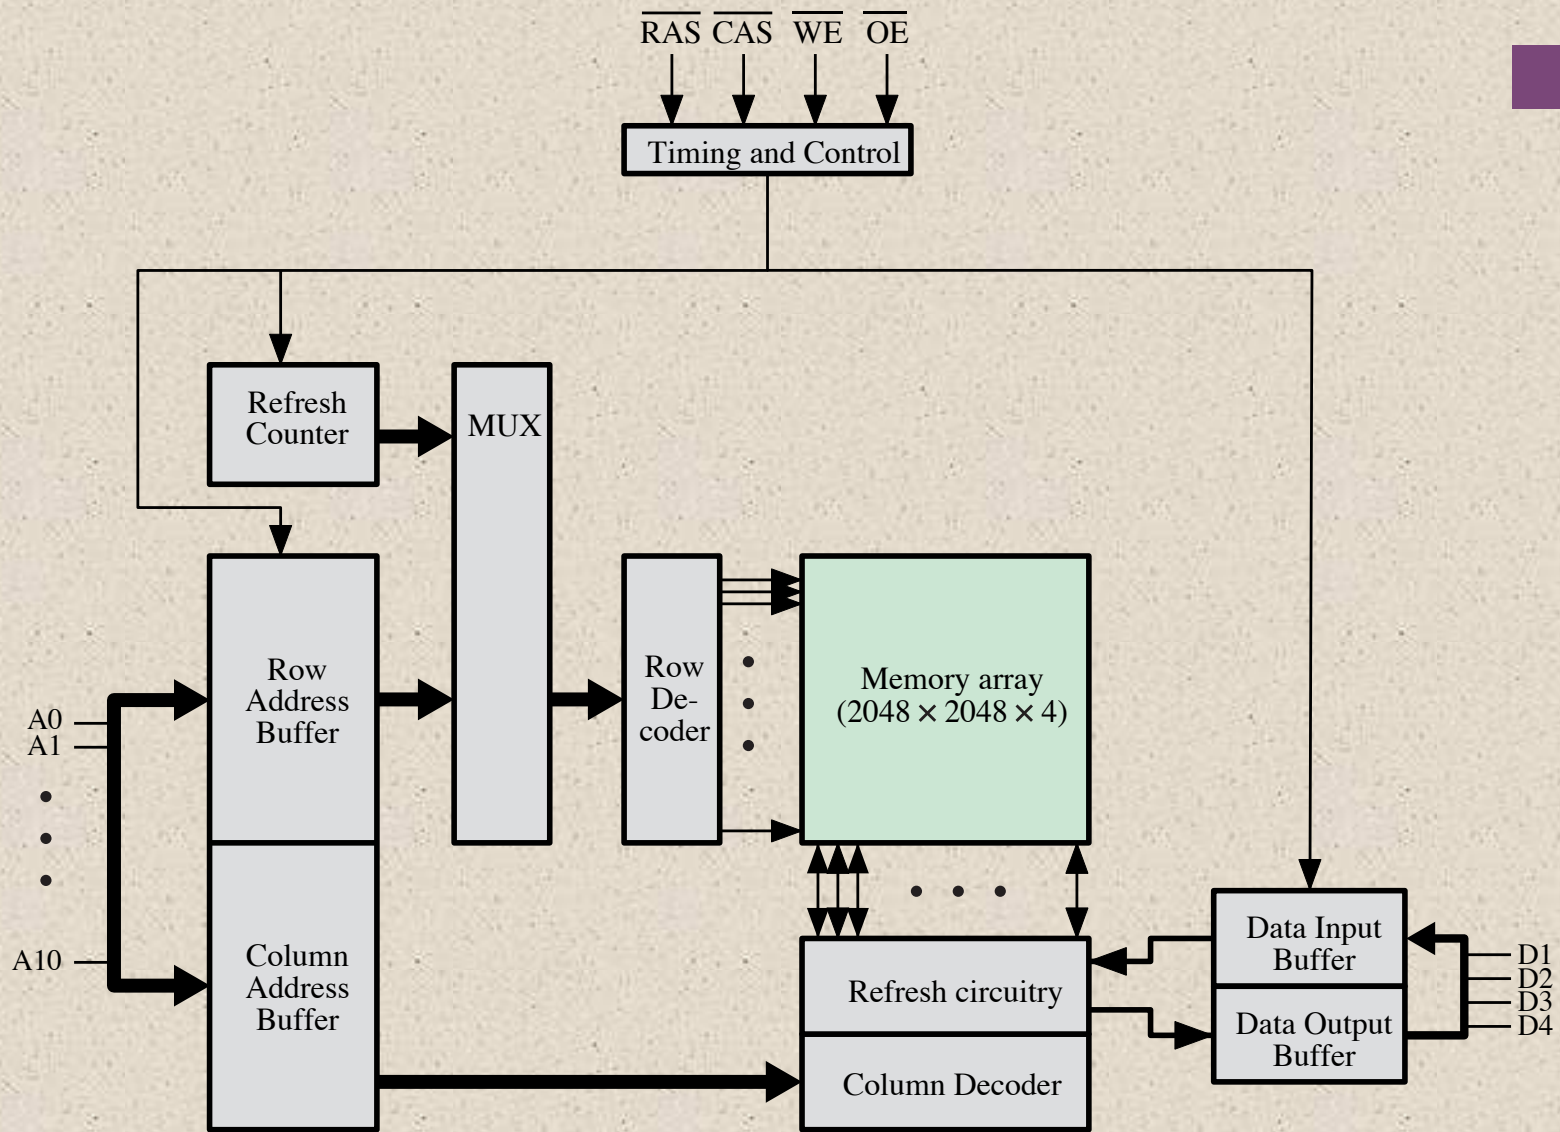 RAS CAS WE OE
Timing and Control
Refresh
Counter
MUX
Row
Address
Buffer
Row
De-
coder
Memory array
(2048 × 2048 × 4)
A0
A1
A10
Column
Address
Buffer
Refresh circuitry
Column Decoder
Data Input
Buffer
Data Output
Buffer
D1
D2
D3
D4